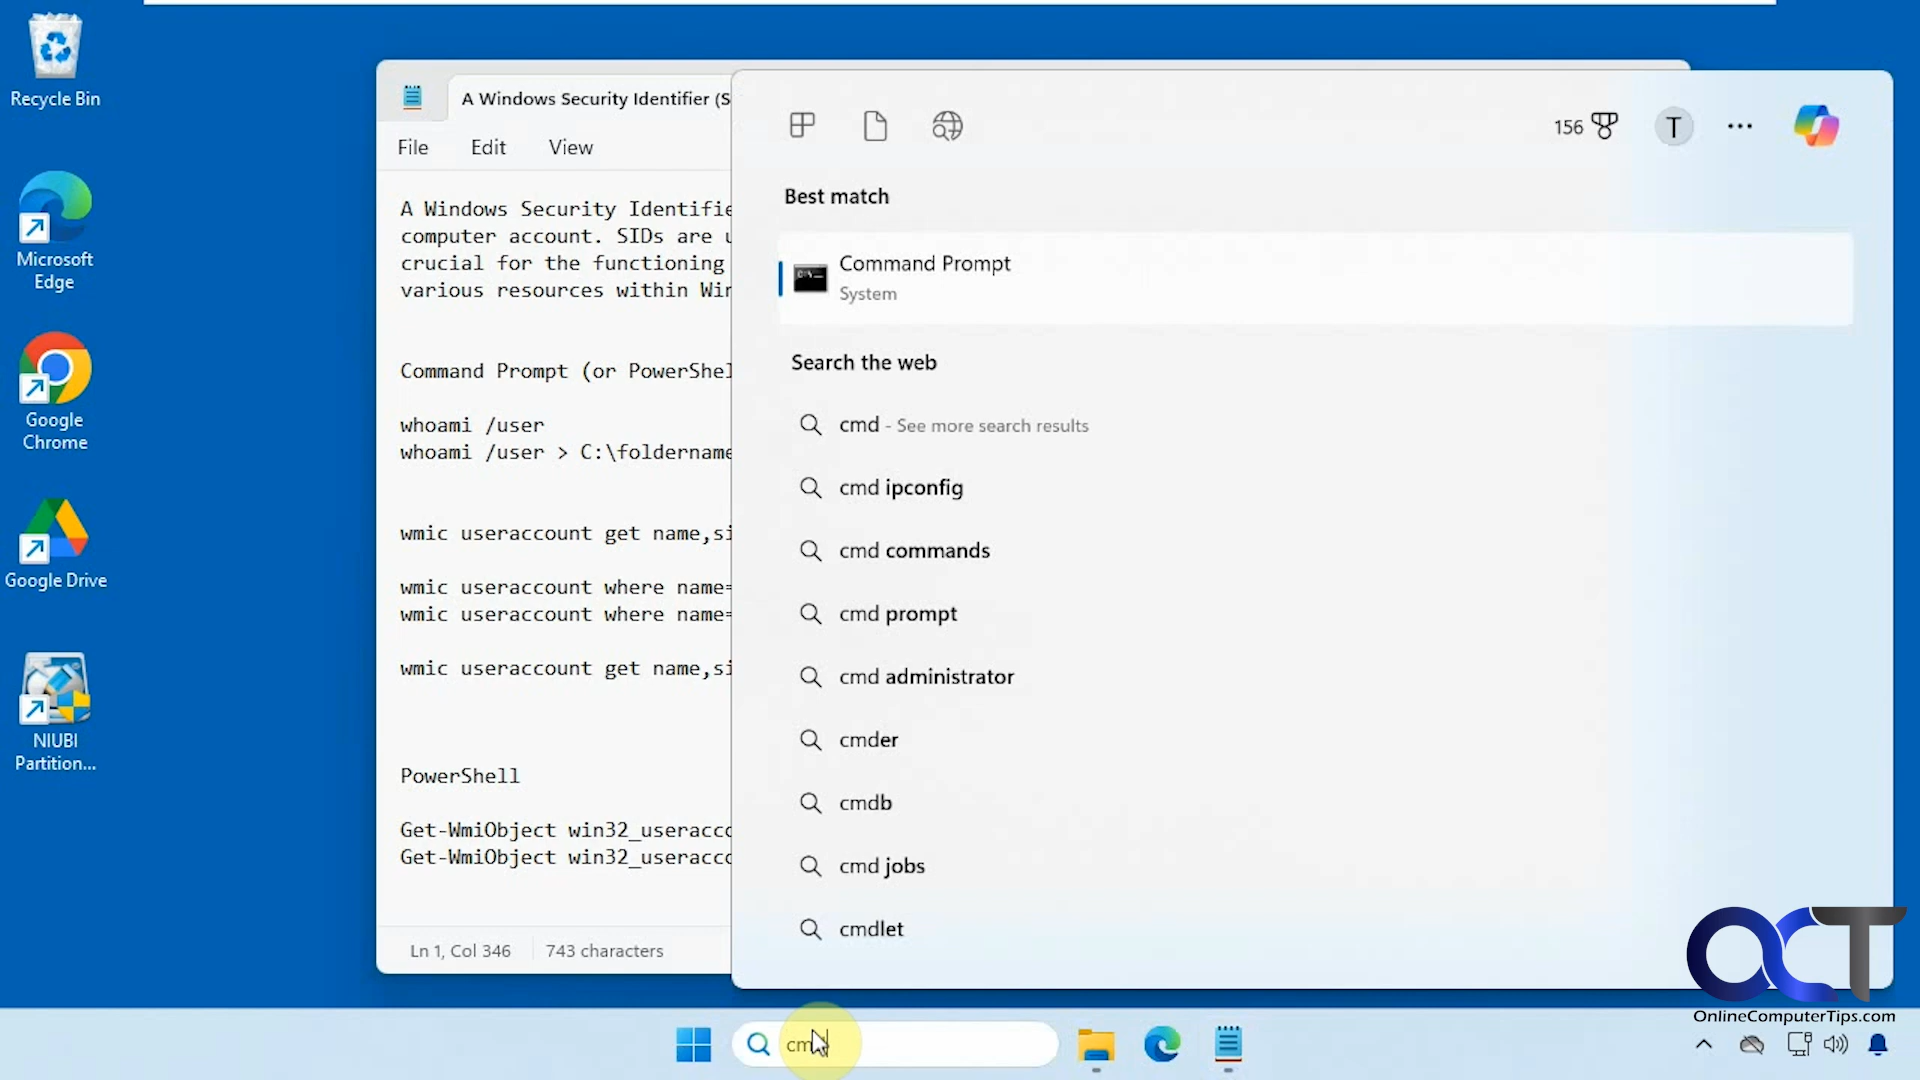 Recycle Bin
Microsoft
Edge
Google
Chrome
Google Drive
NIUBI
Partition...
A Windows Security Identifier (S
File Edit View
A Windows Security Identifie
computer account. SIDs are u
crucial for the functioning
various resources within Win
Command Prompt (or PowerShel
whoami /user
whoami /user > C:\foldername
wmic useraccount get name,si
wmic useraccount where name=
wmic useraccount where name=
wmic useraccount get name,si
PowerShell
Get-WmiObject win32_useracco
Get-WmiObject win32_useracco
Ln 1, Col 346 743 characters
156 T ...
Best match
Command Prompt
System
Search the web
cmd - See more search results
cmd ipconfig
cmd commands
cmd prompt
cmd administrator
cmder
cmdb
cmd jobs
cmdlet
OCT
OnlineComputerTips.com